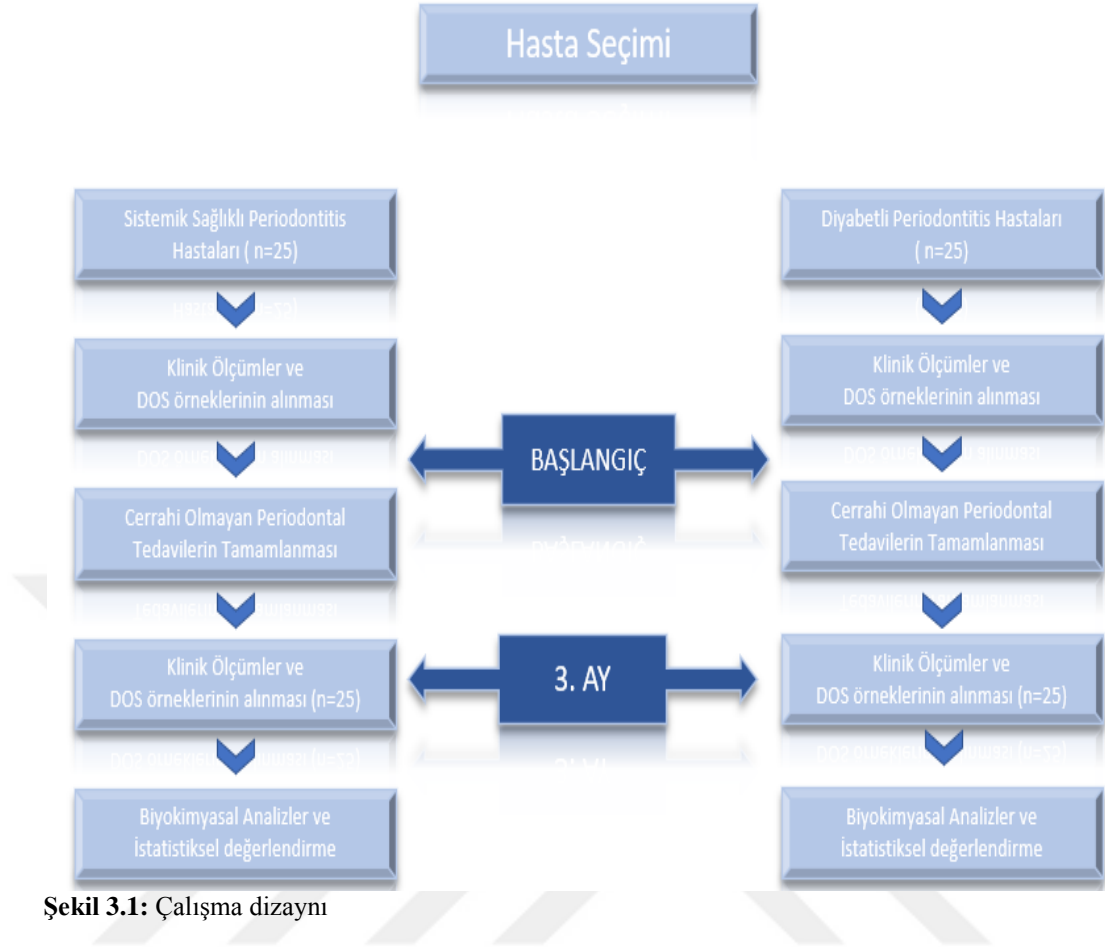 Hasta Seçimi
Sistemik Sağlıklı Periodontitis
Hastaları ( n=25)
Klinik Ölçümler ve
DOS örneklerinin alınması
Cerrahi Olmayan Periodontal
Tedavilerin Tamamlanması
Klinik Ölçümler ve
DOS örneklerinin alınması (n=25)
Biyokimyasal Analizler ve
İstatistiksel değerlendirme
BAŞLANGIÇ
3. AY
Diyabetli Periodontitis Hastaları
( n=25)
Klinik Ölçümler ve
DOS örneklerinin alınması
Cerrahi Olmayan Periodontal
Tedavilerin Tamamlanması
Klinik Ölçümler ve
DOS örneklerinin alınması (n=25)
Biyokimyasal Analizler ve
İstatistiksel değerlendirme
Şekil 3.1: Çalışma dizaynı